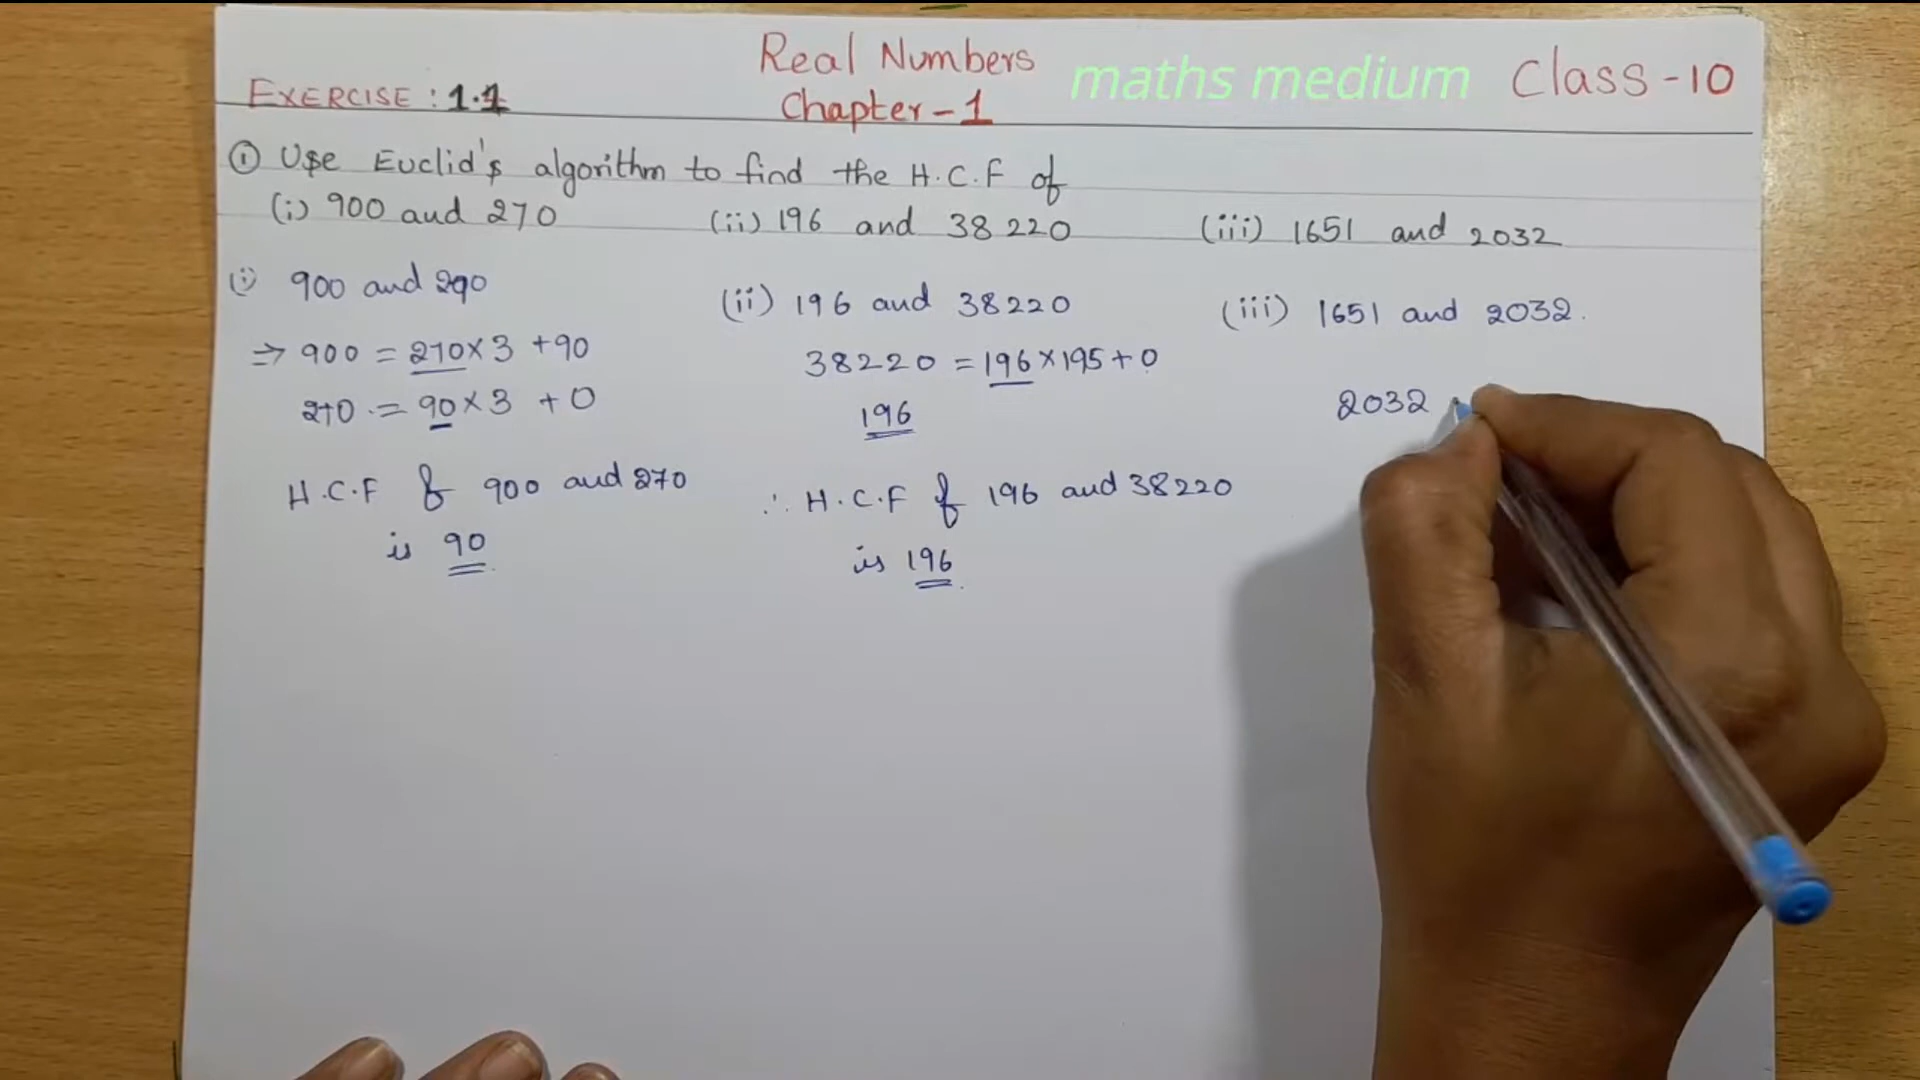 Real Numbers
maths medium
Class - 10
EXERCISE : 1.1
Chapter - 1
① Use Euclid's algorithm to find the H.C.F of
(i) 900 and 270
(ii) 196 and 38220
(iii) 1651 and 2032
(i) 900 and 290
⇒ 900 = 270 × 3 + 90
270 = 90 × 3 + 0
H.C.F of 900 and 270
is 90
(ii) 196 and 38220
38220 = 196 × 195 + 0
196
∴ H.C.F of 196 and 38220
is 196.
(iii) 1651 and 2032.
2032